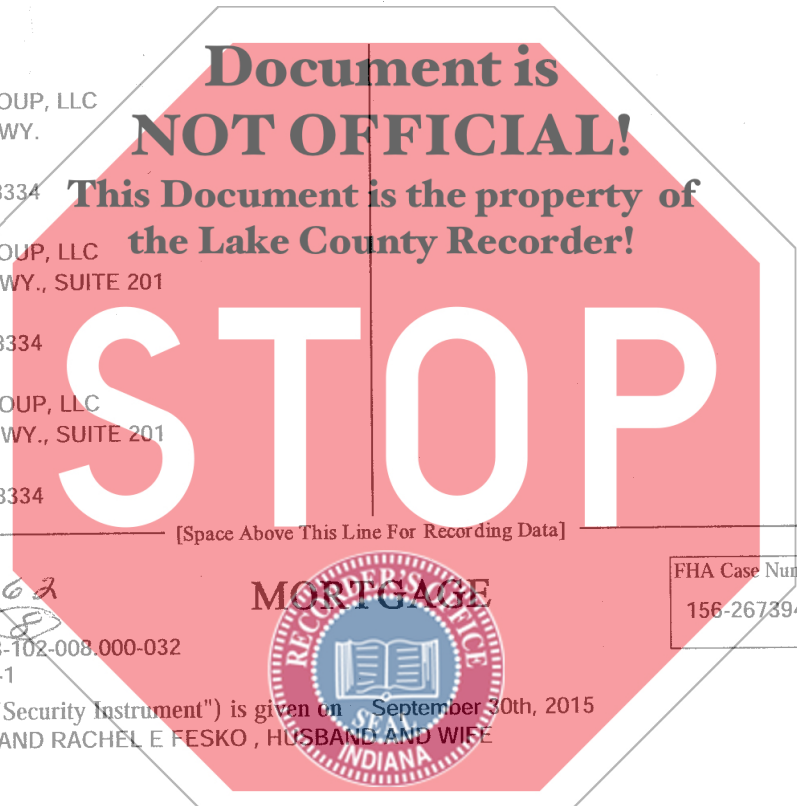 Document is
NOT OFFICIAL!
This Document is the property of
the Lake County Recorder!
OUP, LLC
WY.
3334
OUP, LLC
WY., SUITE 201
3334
OUP, LLC
WY., SUITE 201
3334
STOP
[Space Above This Line For Recording Data]
62
8
MORTGAGE
FHA Case Num
156-267394
-102-008.000-032
-1
"Security Instrument") is given on September 30th, 2015
AND RACHEL E FESKO , HUSBAND AND WIFE
RECORDER'S OFFICE
SEAL
INDIANA